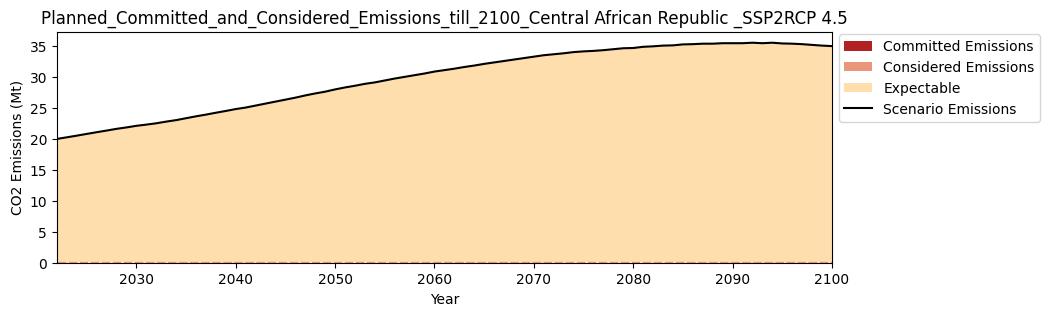 Planned_Committed_and_Considered_Emissions_till_2100_Central African Republic _SSP2RCP 4.5
CO2 Emissions (Mt)
35
30
25
20
15
10
5
0
2030 2040 2050 2060 2070 2080 2090 2100
Year
Committed Emissions
Considered Emissions
Expectable
Scenario Emissions